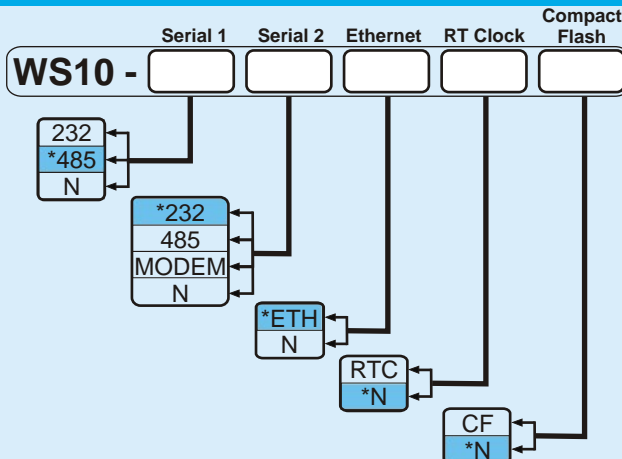 Compact
Serial 1 Serial 2 Ethernet RT Clock Flash
WS10 -
232
*485
N
*232
485
MODEM
N
*ETH
N
RTC
*N
CF
*N